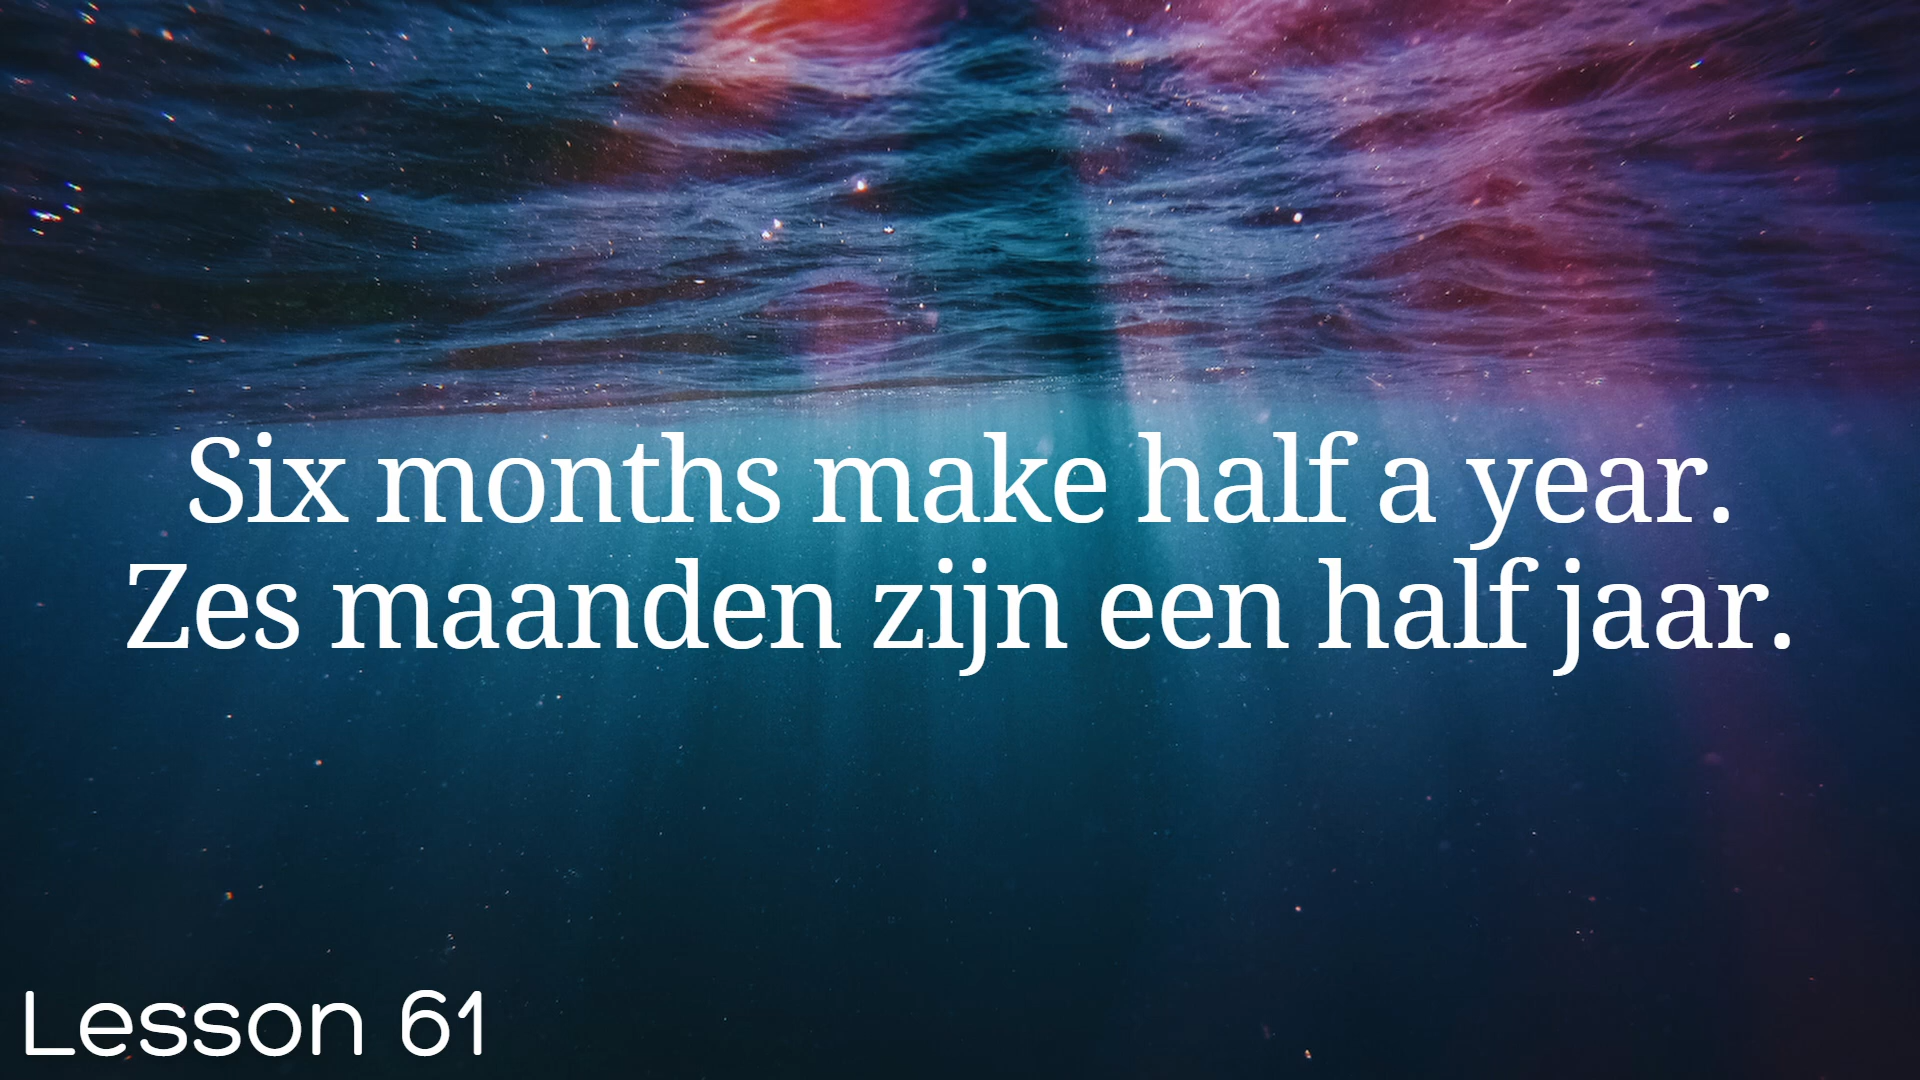 Six months make half a year.
Zes maanden zijn een half jaar.
Lesson 61